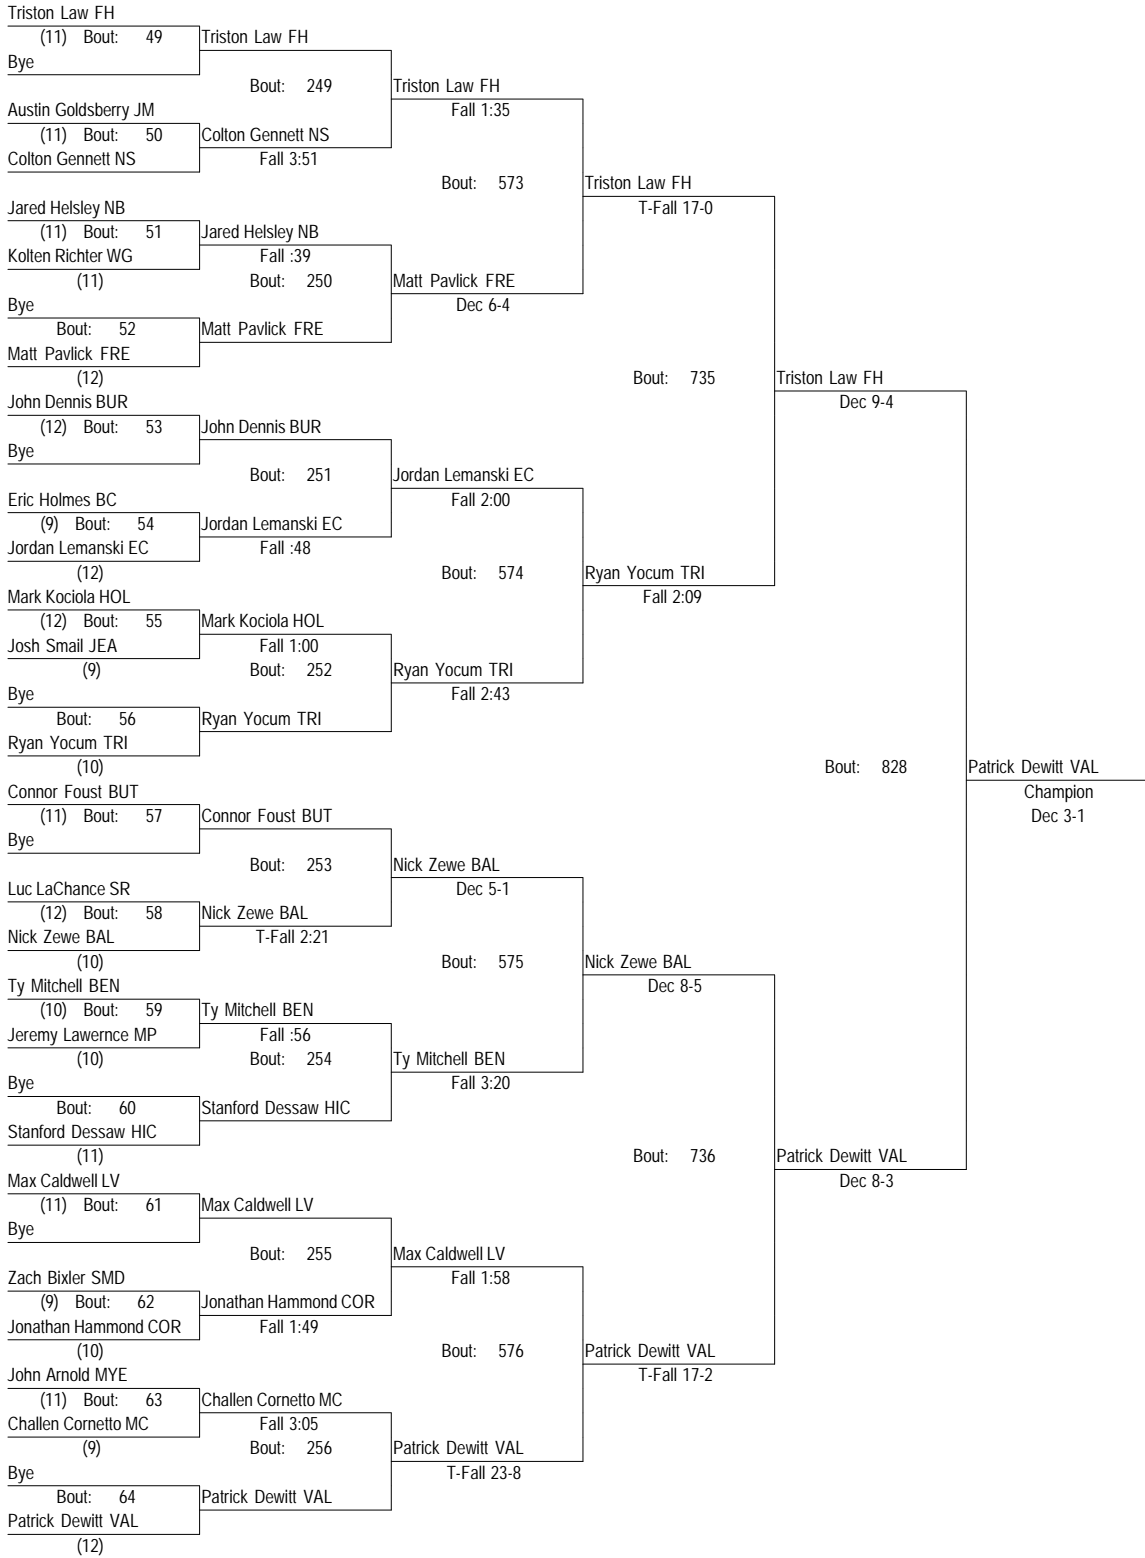 Triston Law FH
(11) Bout: 49 Triston Law FH
Bye
Bout: 249 Triston Law FH
Austin Goldsberry JM Fall 1:35
(11) Bout: 50 Colton Gennett NS
Colton Gennett NS Fall 3:51
Bout: 573 Triston Law FH
Jared Helsley NB T-Fall 17-0
(11) Bout: 51 Jared Helsley NB
Kolten Richter WG Fall :39
(11) Bout: 250 Matt Pavlick FRE
Bye Dec 6-4
Bout: 52 Matt Pavlick FRE
Matt Pavlick FRE
(12) Bout: 735 Triston Law FH
John Dennis BUR Dec 9-4
(12) Bout: 53 John Dennis BUR
Bye
Bout: 251 Jordan Lemanski EC
Eric Holmes BC Fall 2:00
(9) Bout: 54 Jordan Lemanski EC
Jordan Lemanski EC Fall :48
(12) Bout: 574 Ryan Yocum TRI
Mark Kociola HOL Fall 2:09
(12) Bout: 55 Mark Kociola HOL
Josh Smail JEA Fall 1:00
(9) Bout: 252 Ryan Yocum TRI
Bye Fall 2:43
Bout: 56 Ryan Yocum TRI
Ryan Yocum TRI
(10) Bout: 828 Patrick Dewitt VAL
Connor Foust BUT Champion
(11) Bout: 57 Connor Foust BUT Dec 3-1
Bye
Bout: 253 Nick Zewe BAL
Luc LaChance SR Dec 5-1
(12) Bout: 58 Nick Zewe BAL
Nick Zewe BAL T-Fall 2:21
(10) Bout: 575 Nick Zewe BAL
Ty Mitchell BEN Dec 8-5
(10) Bout: 59 Ty Mitchell BEN
Jeremy Lawernce MP Fall :56
(10) Bout: 254 Ty Mitchell BEN
Bye Fall 3:20
Bout: 60 Stanford Dessaw HIC
Stanford Dessaw HIC
(11) Bout: 736 Patrick Dewitt VAL
Max Caldwell LV Dec 8-3
(11) Bout: 61 Max Caldwell LV
Bye
Bout: 255 Max Caldwell LV
Zach Bixler SMD Fall 1:58
(9) Bout: 62 Jonathan Hammond COR
Jonathan Hammond COR Fall 1:49
(10) Bout: 576 Patrick Dewitt VAL
John Arnold MYE T-Fall 17-2
(11) Bout: 63 Challen Cornetto MC
Challen Cornetto MC Fall 3:05
(9) Bout: 256 Patrick Dewitt VAL
Bye T-Fall 23-8
Bout: 64 Patrick Dewitt VAL
Patrick Dewitt VAL
(12)